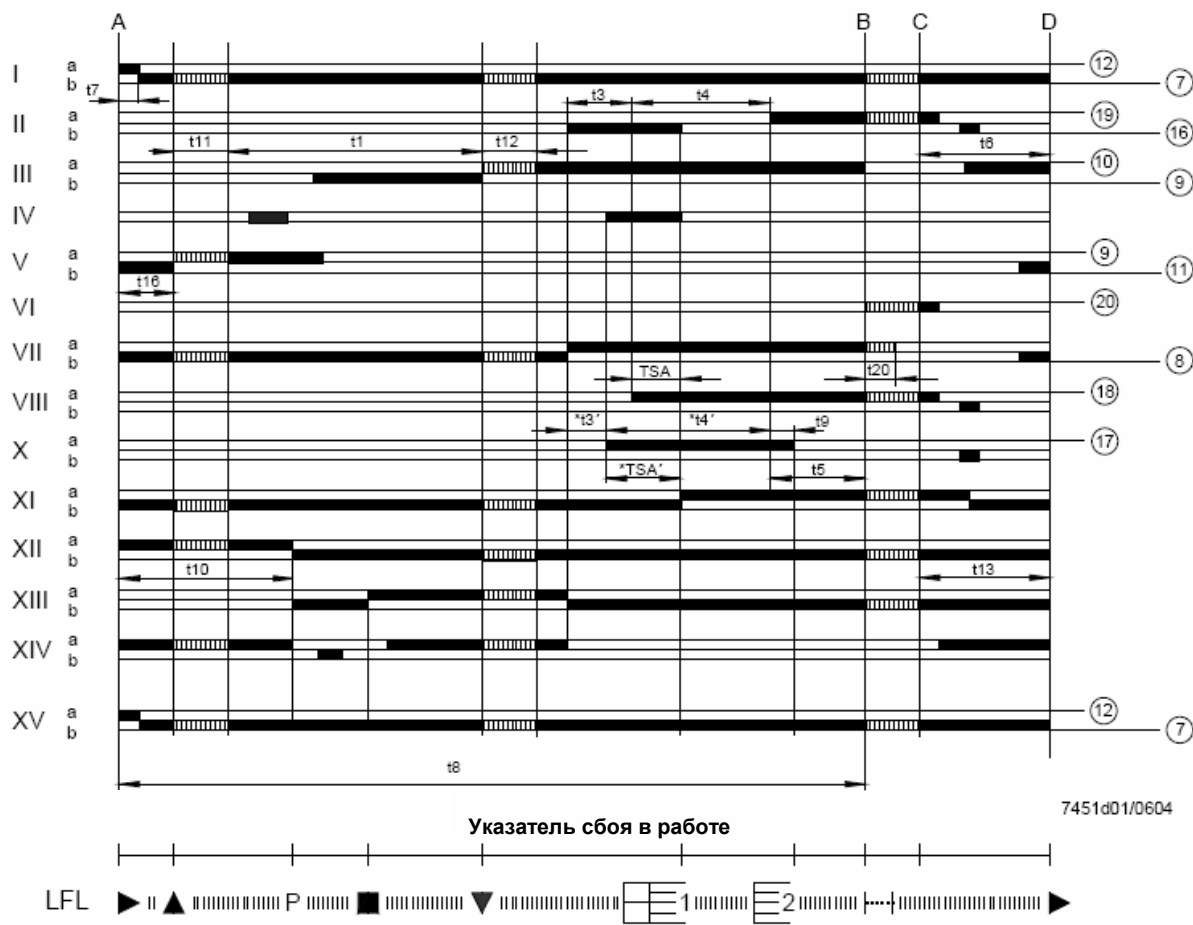 A B C D
I a b t7 12 7
II a b t3 t4 19 16
t11 t1 t12 t6
III a b 10 9
IV
V a b t16 9 11
VI 20
VII a b 8
TSA t20
VIII a b 18
*t3´ *t4´ t9
X a b 17
*TSA´ t5
XI a b
XII a b
t10 t13
XIII a b
XIV a b
XV a b 12 7
t8
7451d01/0604
Указатель сбоя в работе
LFL P 1 2